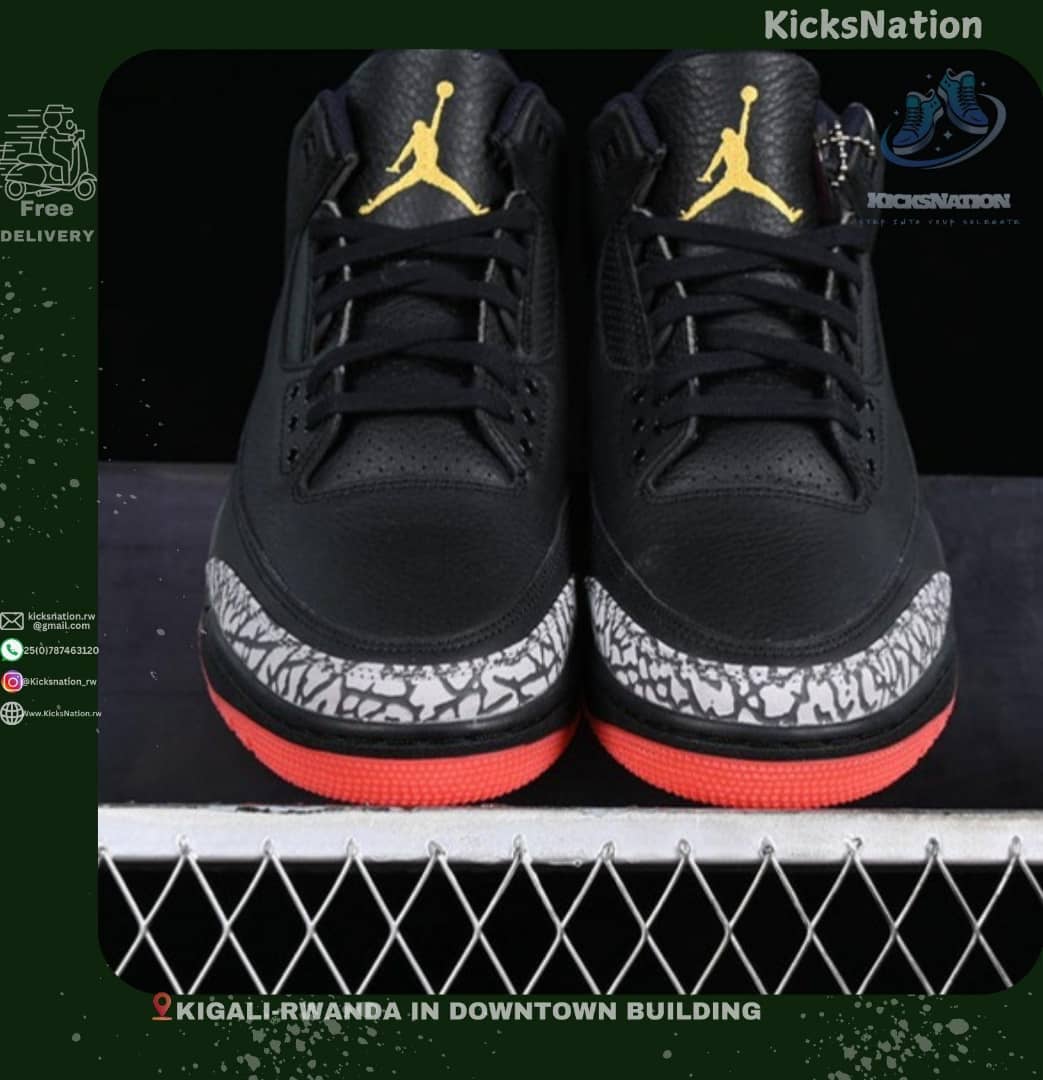 KicksNation
KICKSNATION
Free
DELIVERY
kicksnation.rw
@gmail.com
25(0)787463120
@Kicksnation_rw
Www.KicksNation.rw
KIGALI-RWANDA IN DOWNTOWN BUILDING